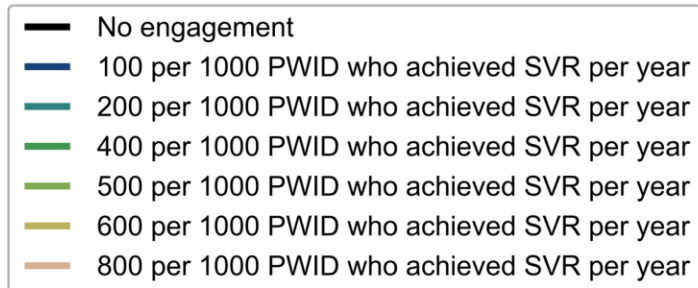 No engagement
100 per 1000 PWID who achieved SVR per year
200 per 1000 PWID who achieved SVR per year
400 per 1000 PWID who achieved SVR per year
500 per 1000 PWID who achieved SVR per year
600 per 1000 PWID who achieved SVR per year
800 per 1000 PWID who achieved SVR per year